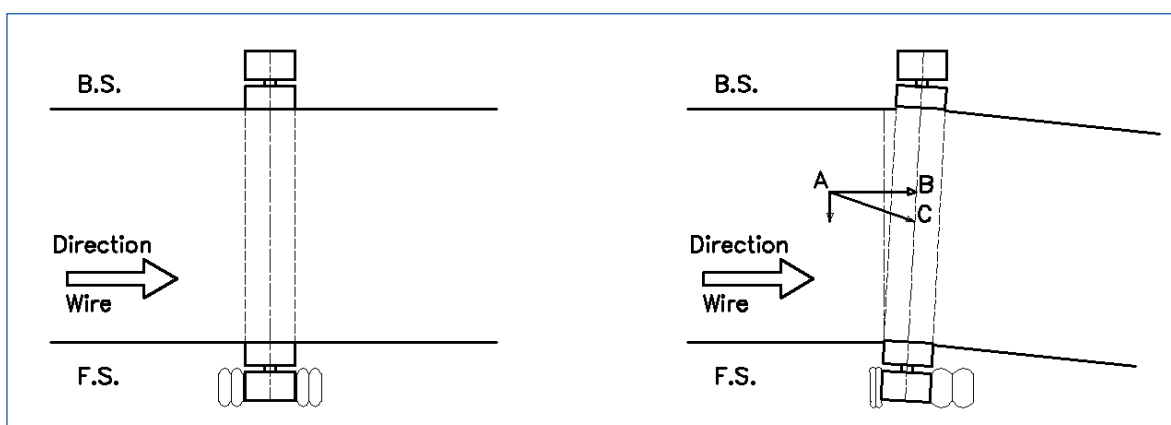 B.S.
Direction
Wire
F.S.
B.S.
A
B
C
Direction
Wire
F.S.